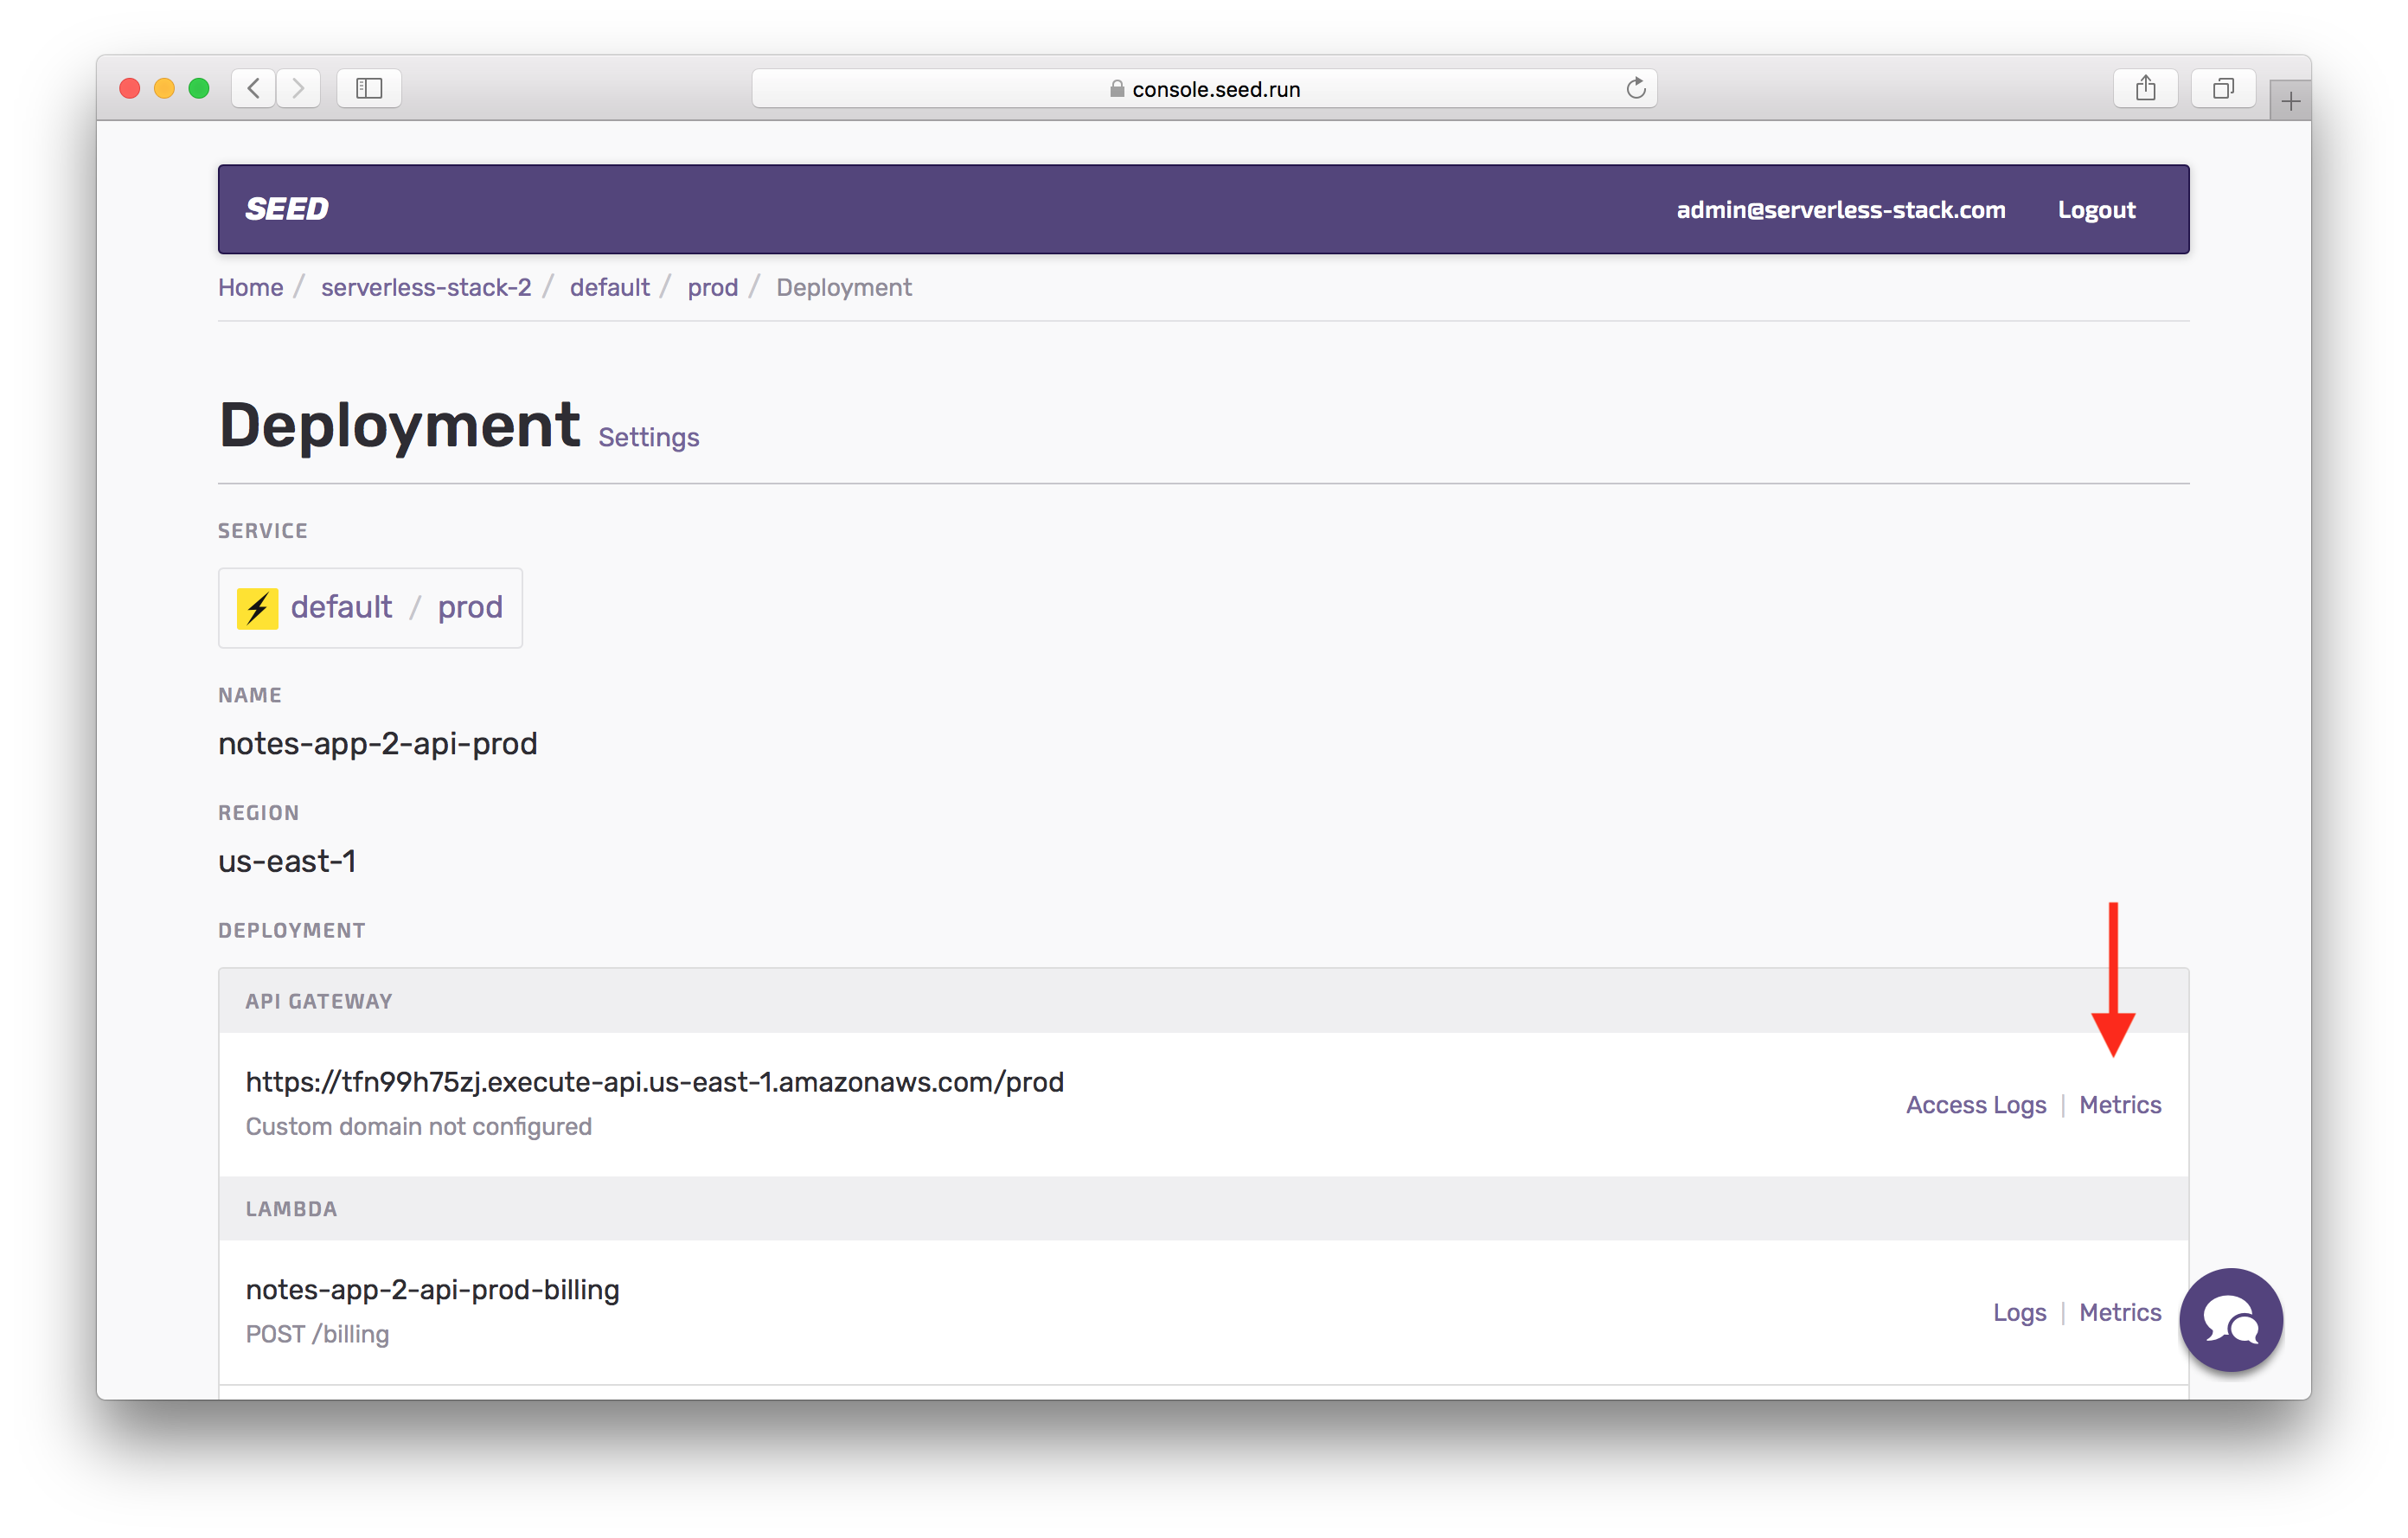 console.seed.run
SEED admin@serverless-stack.com Logout
Home / serverless-stack-2 / default / prod / Deployment
Deployment Settings
SERVICE
default / prod
NAME
notes-app-2-api-prod
REGION
us-east-1
DEPLOYMENT
API GATEWAY
https://tfn99h75zj.execute-api.us-east-1.amazonaws.com/prod
Custom domain not configured
Access Logs | Metrics
LAMBDA
notes-app-2-api-prod-billing
POST /billing
Logs | Metrics